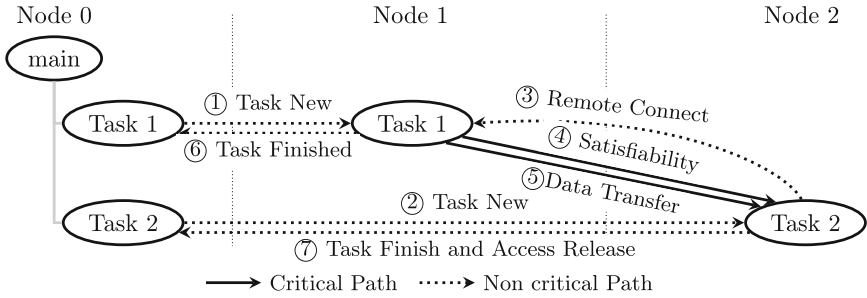 Node 0 Node 1 Node 2
main
① Task New
③ Remote Connect
Task 1 Task 1
④ Satisfiability
⑥ Task Finished
⑤Data Transfer
② Task New
Task 2 Task 2
⑦ Task Finish and Access Release
Critical Path Non critical Path